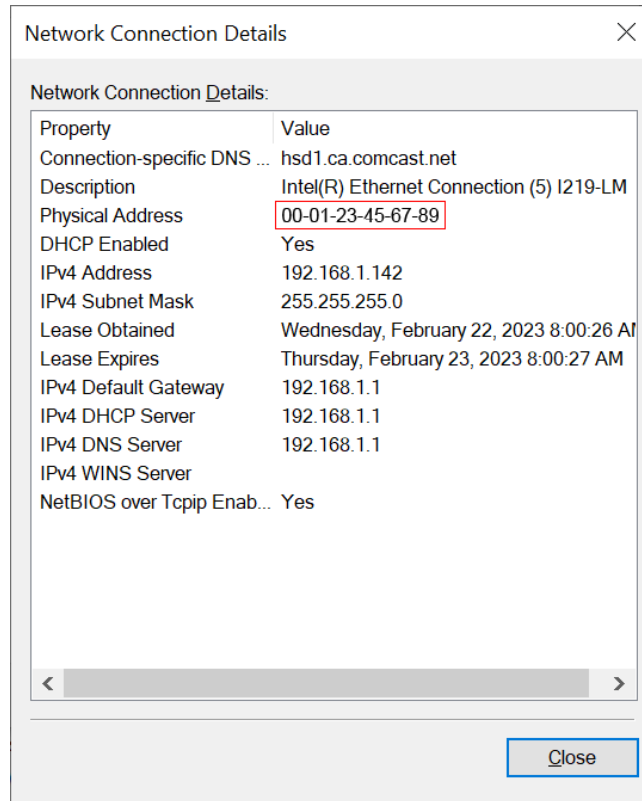 Network Connection Details
Network Connection Details:
Property Value
Connection-specific DNS ... hsd1.ca.comcast.net
Description Intel(R) Ethernet Connection (5) I219-LM
Physical Address 00-01-23-45-67-89
DHCP Enabled Yes
IPv4 Address 192.168.1.142
IPv4 Subnet Mask 255.255.255.0
Lease Obtained Wednesday, February 22, 2023 8:00:26 AM
Lease Expires Thursday, February 23, 2023 8:00:27 AM
IPv4 Default Gateway 192.168.1.1
IPv4 DHCP Server 192.168.1.1
IPv4 DNS Server 192.168.1.1
IPv4 WINS Server
NetBIOS over Tcpip Enab... Yes
Close